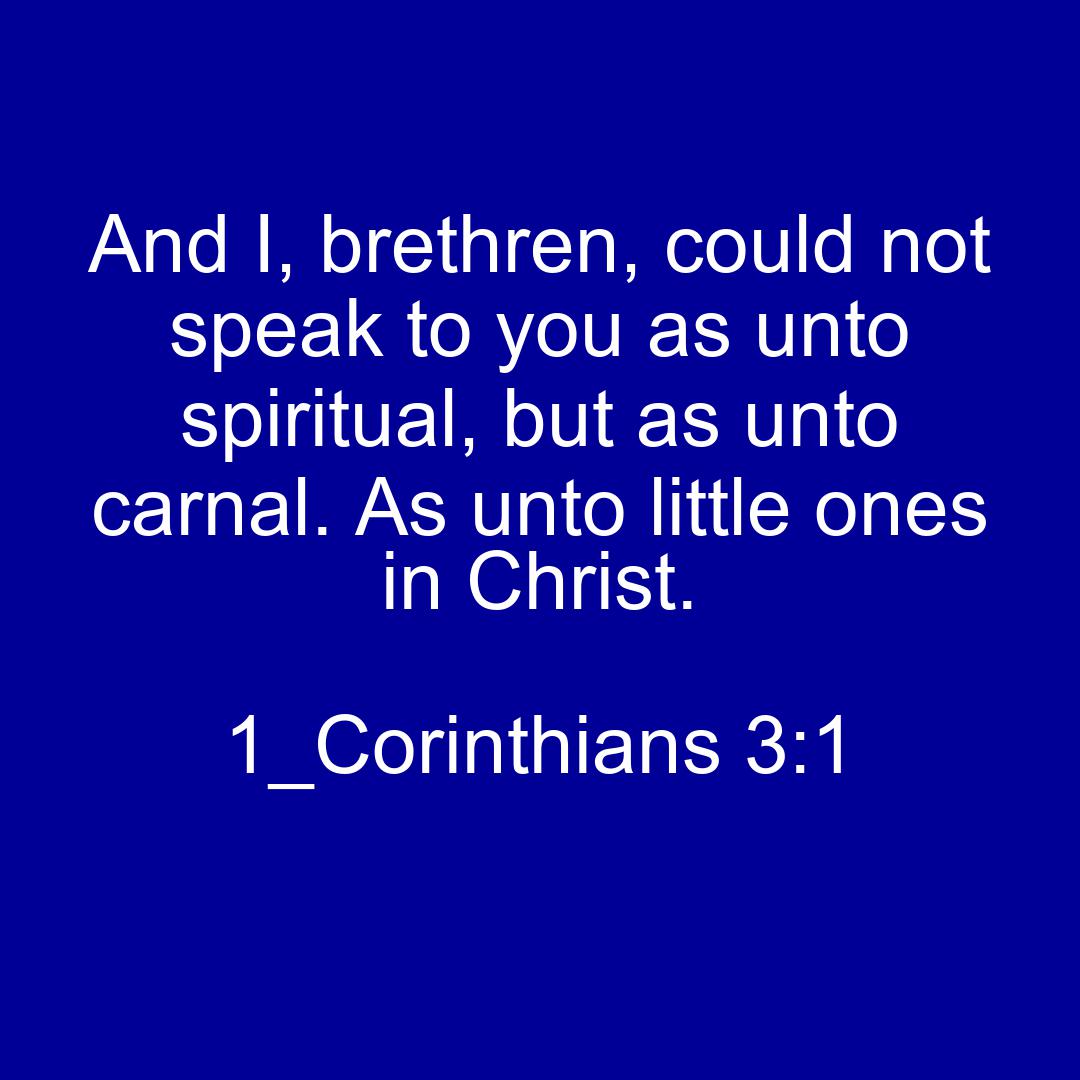 And I, brethren, could not
speak to you as unto
spiritual, but as unto
carnal. As unto little ones
in Christ.
1_Corinthians 3:1